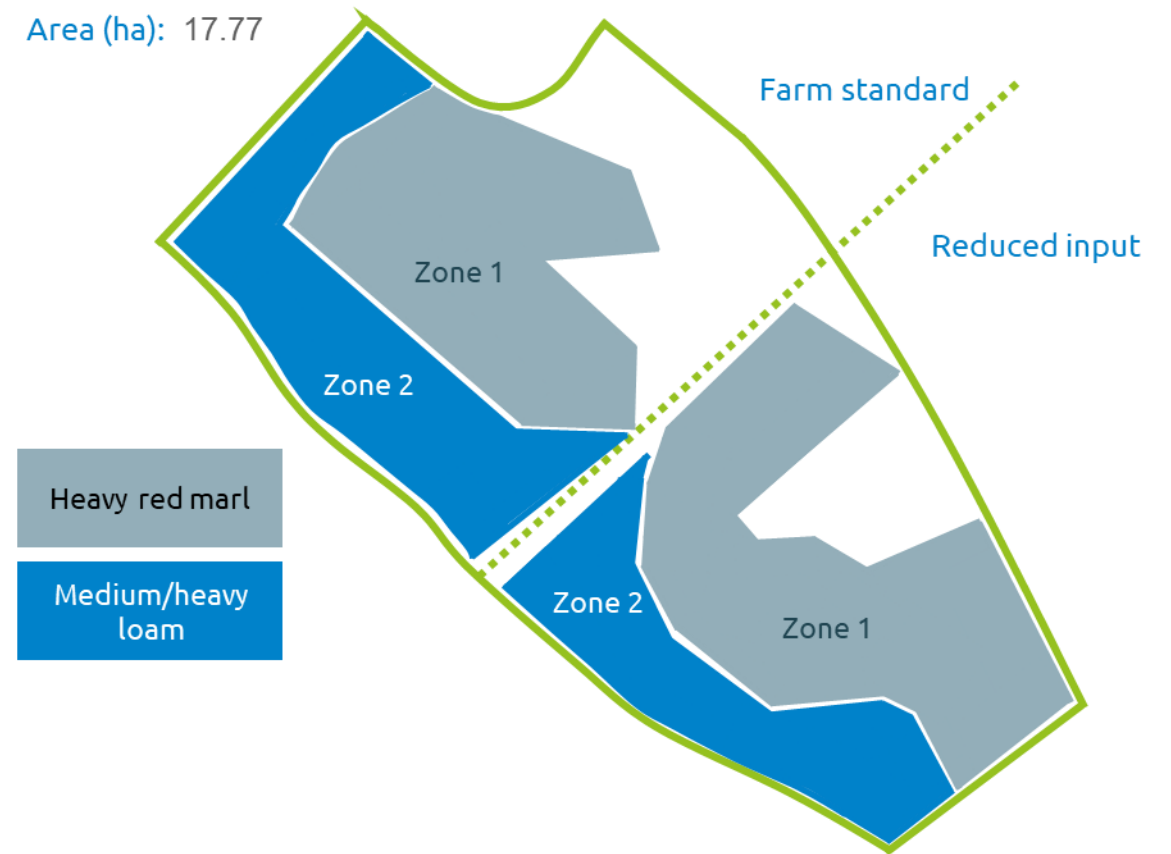 Area (ha): 17.77
Farm standard
Reduced input
Zone 1
Zone 2
Heavy red marl
Medium/heavy
loam
Zone 2
Zone 1